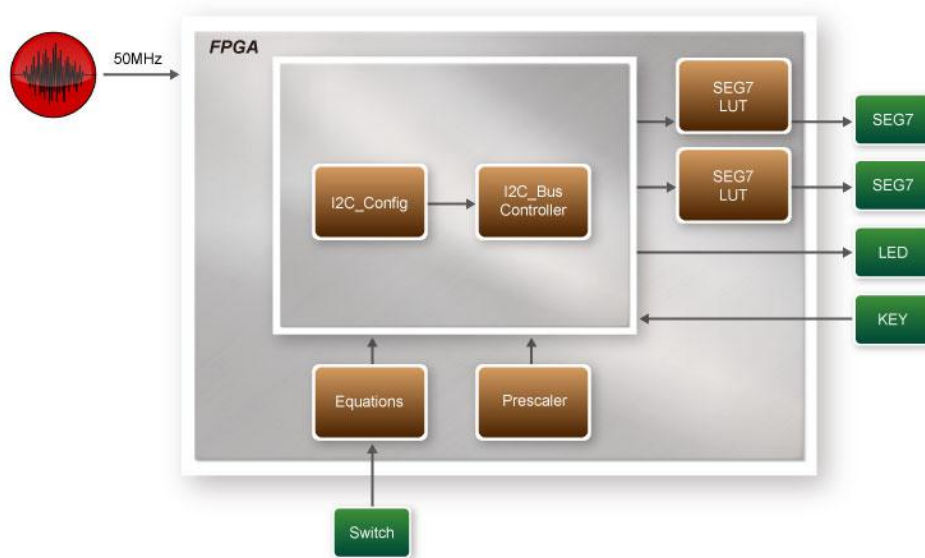 FPGA
50MHz
SEG7
LUT
SEG7
SEG7
LUT
SEG7
I2C_Config
I2C_Bus
Controller
LED
KEY
Equations
Prescaler
Switch